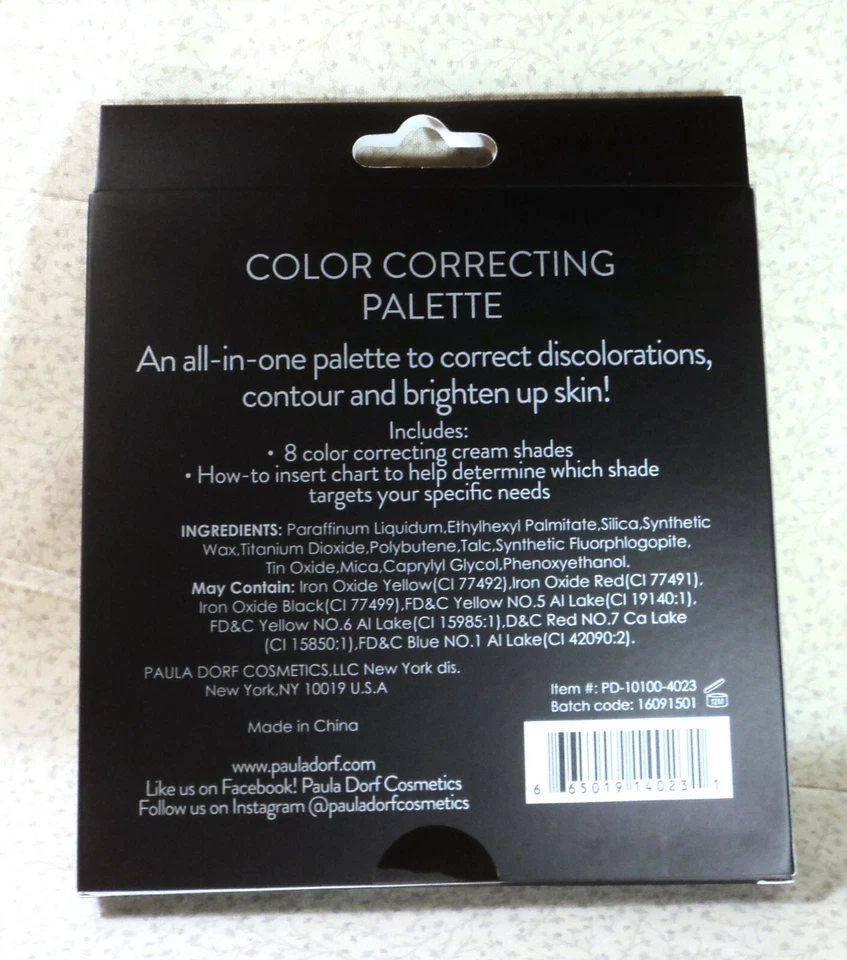 COLOR CORRECTING
PALETTE
An all-in-one palette to correct discolorations,
contour and brighten up skin!
Includes:
• 8 color correcting cream shades
• How-to insert chart to help determine which shade
targets your specific needs
INGREDIENTS: Paraffinum Liquidum,Ethylhexyl Palmitate,Silica,Synthetic
Wax,Titanium Dioxide,Polybutene,Talc,Synthetic Fluorphlogopite,
Tin Oxide,Mica,Caprylyl Glycol,Phenoxyethanol.
May Contain: Iron Oxide Yellow(CI 77492),Iron Oxide Red(CI 77491),
Iron Oxide Black(CI 77499),FD&C Yellow NO.5 Al Lake(CI 19140:1),
FD&C Yellow NO.6 Al Lake(CI 15985:1),D&C Red NO.7 Ca Lake
(CI 15850:1),FD&C Blue NO.1 Al Lake(CI 42090:2).
PAULA DORF COSMETICS,LLC New York dis.
New York,NY 10019 U.S.A
Item #: PD-10100-4023
Batch code: 16091501
12M
Made in China
6 65019 14023 1
www.pauladorf.com
Like us on Facebook! Paula Dorf Cosmetics
Follow us on Instagram @pauladorfcosmetics